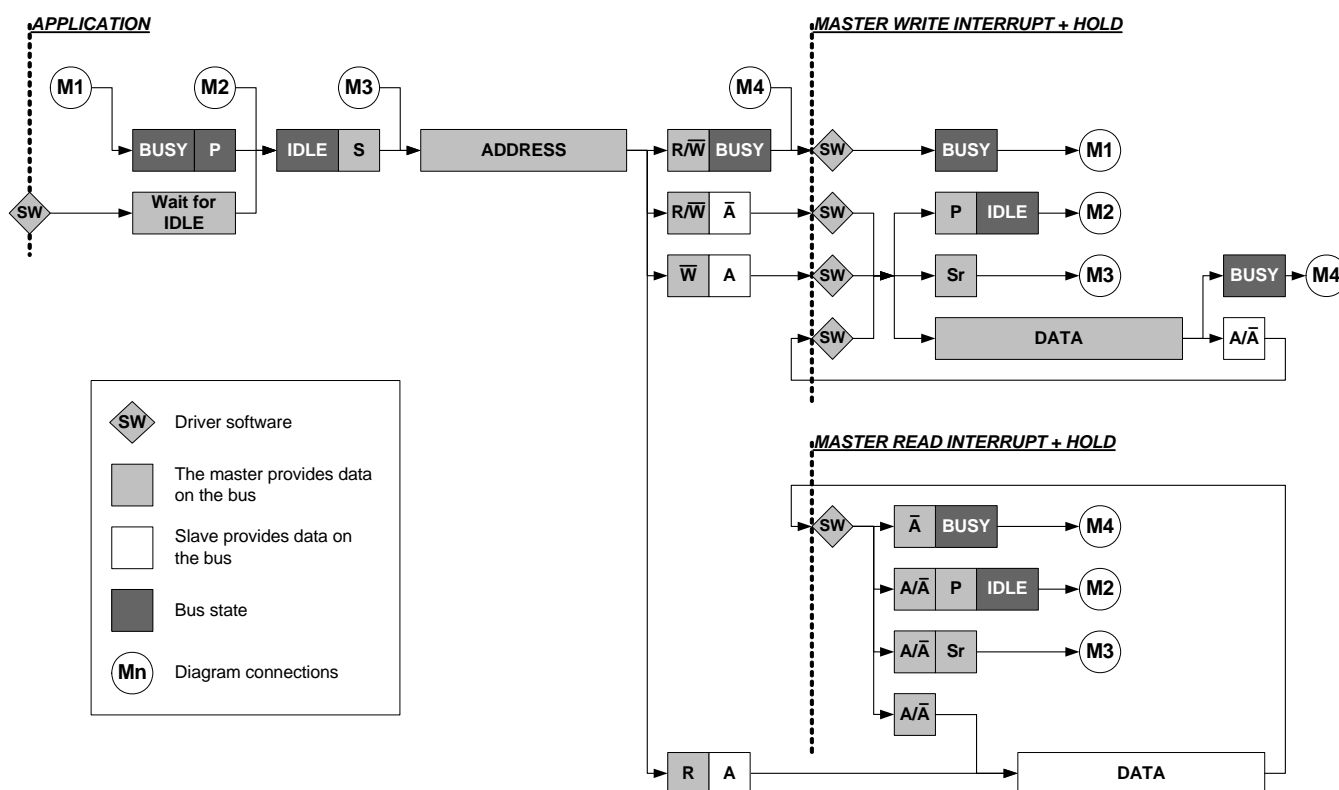 APPLICATION
MASTER WRITE INTERRUPT + HOLD
M1
M2
M3
M4
BUSY P
IDLE S
ADDRESS
R/W̅ BUSY
SW
BUSY
M1
SW
Wait for
IDLE
R/W̅ A̅
SW
P IDLE
M2
W̅ A
SW
Sr
M3
BUSY
M4
SW
DATA
A/A̅
SW
Driver software
The master provides data
on the bus
Slave provides data on
the bus
Bus state
Mn
Diagram connections
MASTER READ INTERRUPT + HOLD
SW
A̅ BUSY
M4
A/A̅ P IDLE
M2
A/A̅ Sr
M3
A/A̅
R A
DATA